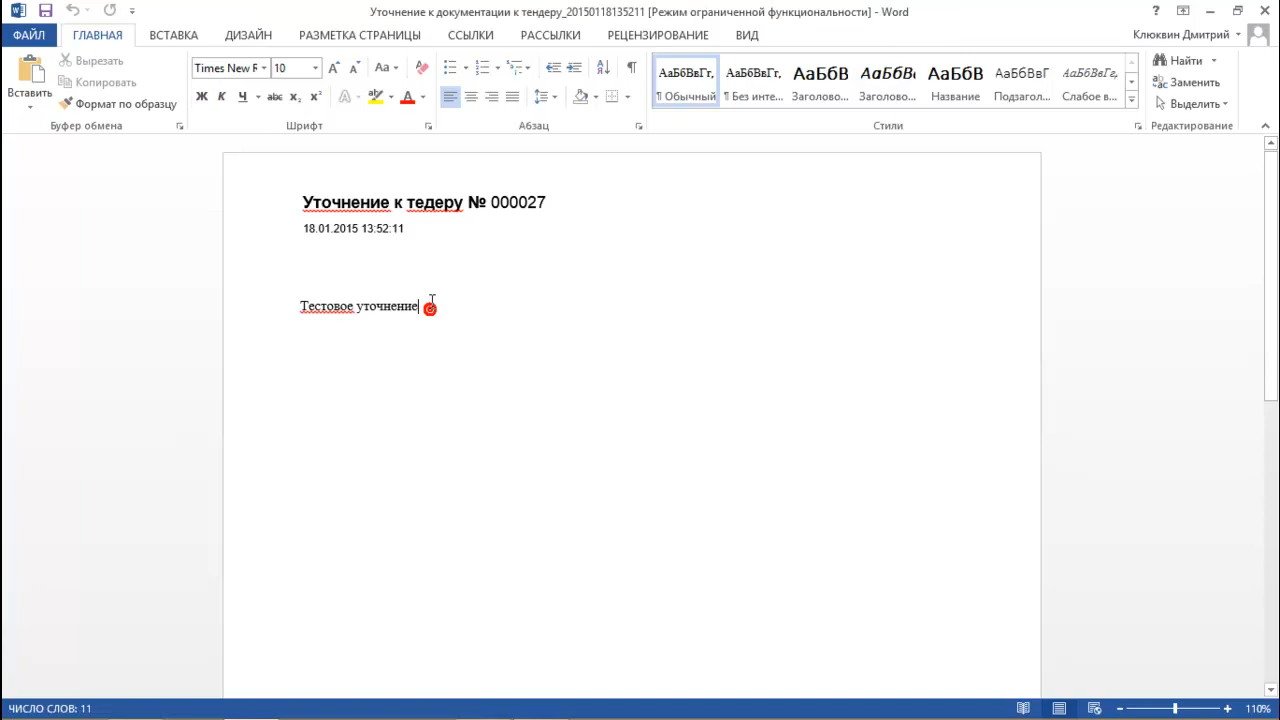 Уточнение к документации к тендеру_20150118135211 [Режим ограниченной функциональности] - Word
ФАЙЛ ГЛАВНАЯ ВСТАВКА ДИЗАЙН РАЗМЕТКА СТРАНИЦЫ ССЫЛКИ РАССЫЛКИ РЕЦЕНЗИРОВАНИЕ ВИД Клюквин Дмитрий
Вставить
Вырезать
Копировать
Формат по образцу
Буфер обмена
Times New F 10
Шрифт
Абзац
АаБбВвГг, АаБбВвГг, АаБбВ АаБбВı АаБбВ АаБбВвГ АаБбВвГг,
¶ Обычный ¶ Без инте... Заголово... Заголово... Название Подзагол... Слабое в...
Стили
Найти
Заменить
Выделить
Редактирование
Уточнение к тедеру № 000027
18.01.2015 13:52:11
Тестовое уточнение
ЧИСЛО СЛОВ: 11 110%